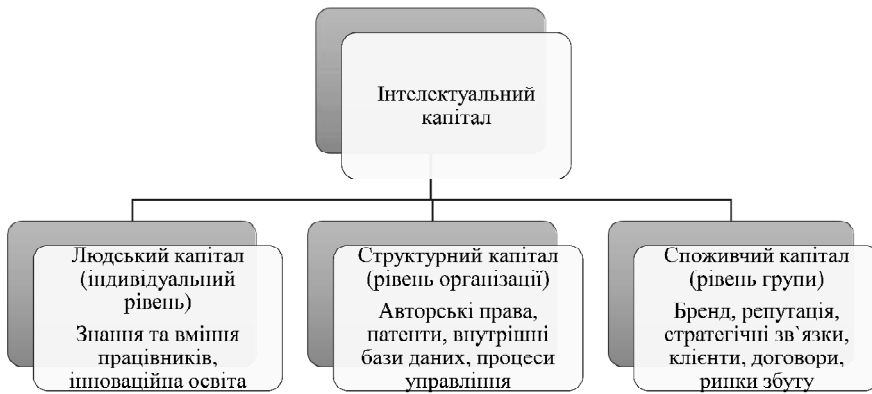 Інтелектуальний
капітал
Людський капітал
(індивідуальний
рівень)
Знання та вміння
працівників,
інноваційна освіта
Структурний капітал
(рівень організації)
Авторські права,
патенти, внутрішні
бази даних, процеси
управління
Споживчий капітал
(рівень групи)
Бренд, репутація,
стратегічні зв`язки,
клієнти, договори,
ринки збуту